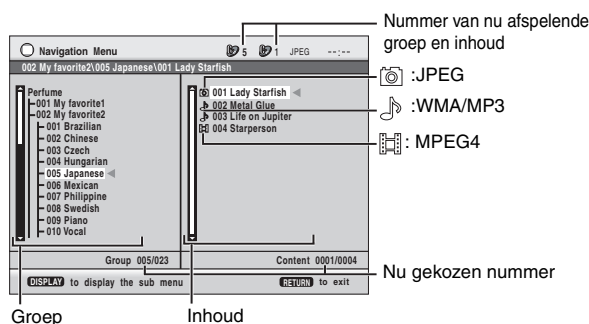 Nummer van nu afspelende
groep en inhoud
Navigation Menu 5 1 JPEG --:--
002 My favorite2\005 Japanese\001 Lady Starfish
:JPEG
:WMA/MP3
: MPEG4
Perfume
001 My favorite1
002 My favorite2
001 Brazilian
002 Chinese
003 Czech
004 Hungarian
005 Japanese
006 Mexican
007 Philippine
008 Swedish
009 Piano
010 Vocal
001 Lady Starfish
002 Metal Glue
003 Life on Jupiter
004 Starperson
Group 005/023
Content 0001/0004
Nu gekozen nummer
DISPLAY to display the sub menu
RETURN to exit
Groep
Inhoud